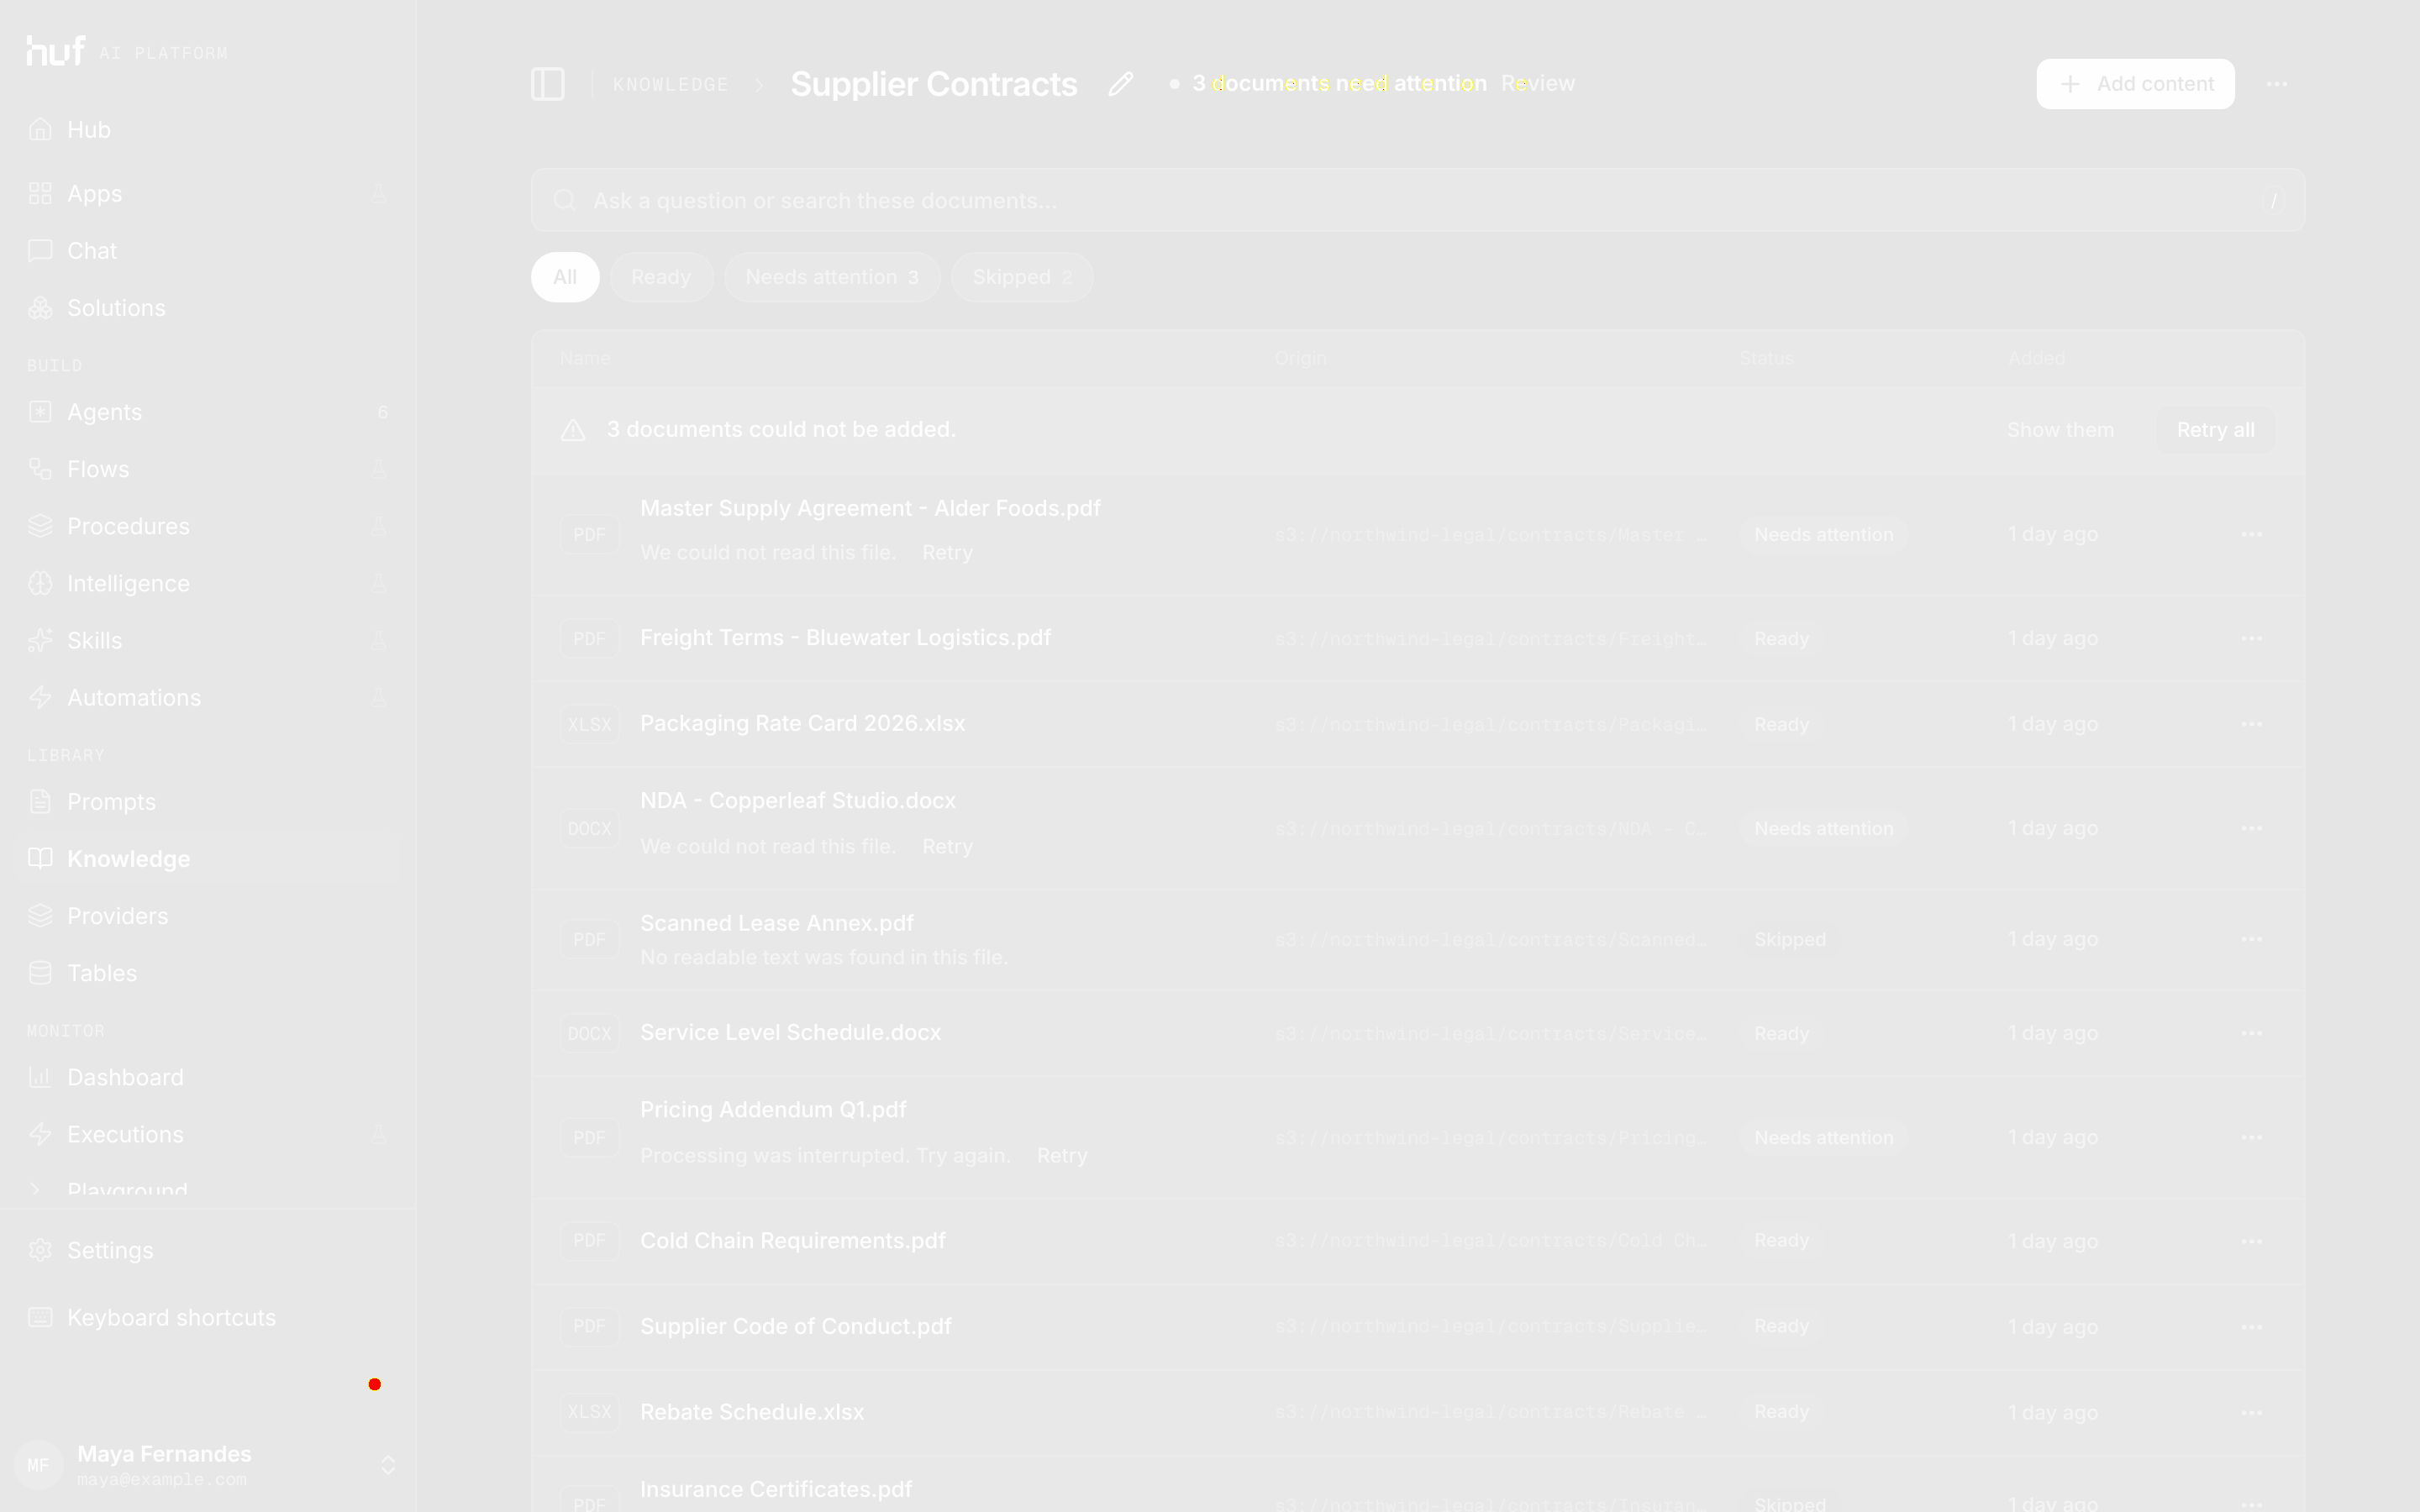 huf AI PLATFORM
Hub
Apps
Chat
Solutions
BUILD
Agents 6
Flows
Procedures
Intelligence
Skills
Automations
LIBRARY
Prompts
Knowledge
Providers
Tables
MONITOR
Dashboard
Executions
Playground
Settings
Keyboard shortcuts
MF Maya Fernandes
maya@example.com
KNOWLEDGE Supplier Contracts 3 documents need attention Review Add content
Ask a question or search these documents... /
All Ready Needs attention 3 Skipped 2
Name Origin Status Added
3 documents could not be added. Show them Retry all
Master Supply Agreement - Alder Foods.pdf
PDF s3://northwind-legal/contracts/Master … Needs attention 1 day ago
We could not read this file. Retry
PDF Freight Terms - Bluewater Logistics.pdf s3://northwind-legal/contracts/Freight… Ready 1 day ago
XLSX Packaging Rate Card 2026.xlsx s3://northwind-legal/contracts/Packagi… Ready 1 day ago
NDA - Copperleaf Studio.docx
DOCX s3://northwind-legal/contracts/NDA - C… Needs attention 1 day ago
We could not read this file. Retry
Scanned Lease Annex.pdf
PDF s3://northwind-legal/contracts/Scanned… Skipped 1 day ago
No readable text was found in this file.
DOCX Service Level Schedule.docx s3://northwind-legal/contracts/Service… Ready 1 day ago
Pricing Addendum Q1.pdf
PDF s3://northwind-legal/contracts/Pricing… Needs attention 1 day ago
Processing was interrupted. Try again. Retry
PDF Cold Chain Requirements.pdf s3://northwind-legal/contracts/Cold Ch… Ready 1 day ago
PDF Supplier Code of Conduct.pdf s3://northwind-legal/contracts/Supplie… Ready 1 day ago
XLSX Rebate Schedule.xlsx s3://northwind-legal/contracts/Rebate … Ready 1 day ago
Insurance Certificates.pdf
PDF s3://northwind-legal/contracts/Insuran… Skipped 1 day ago